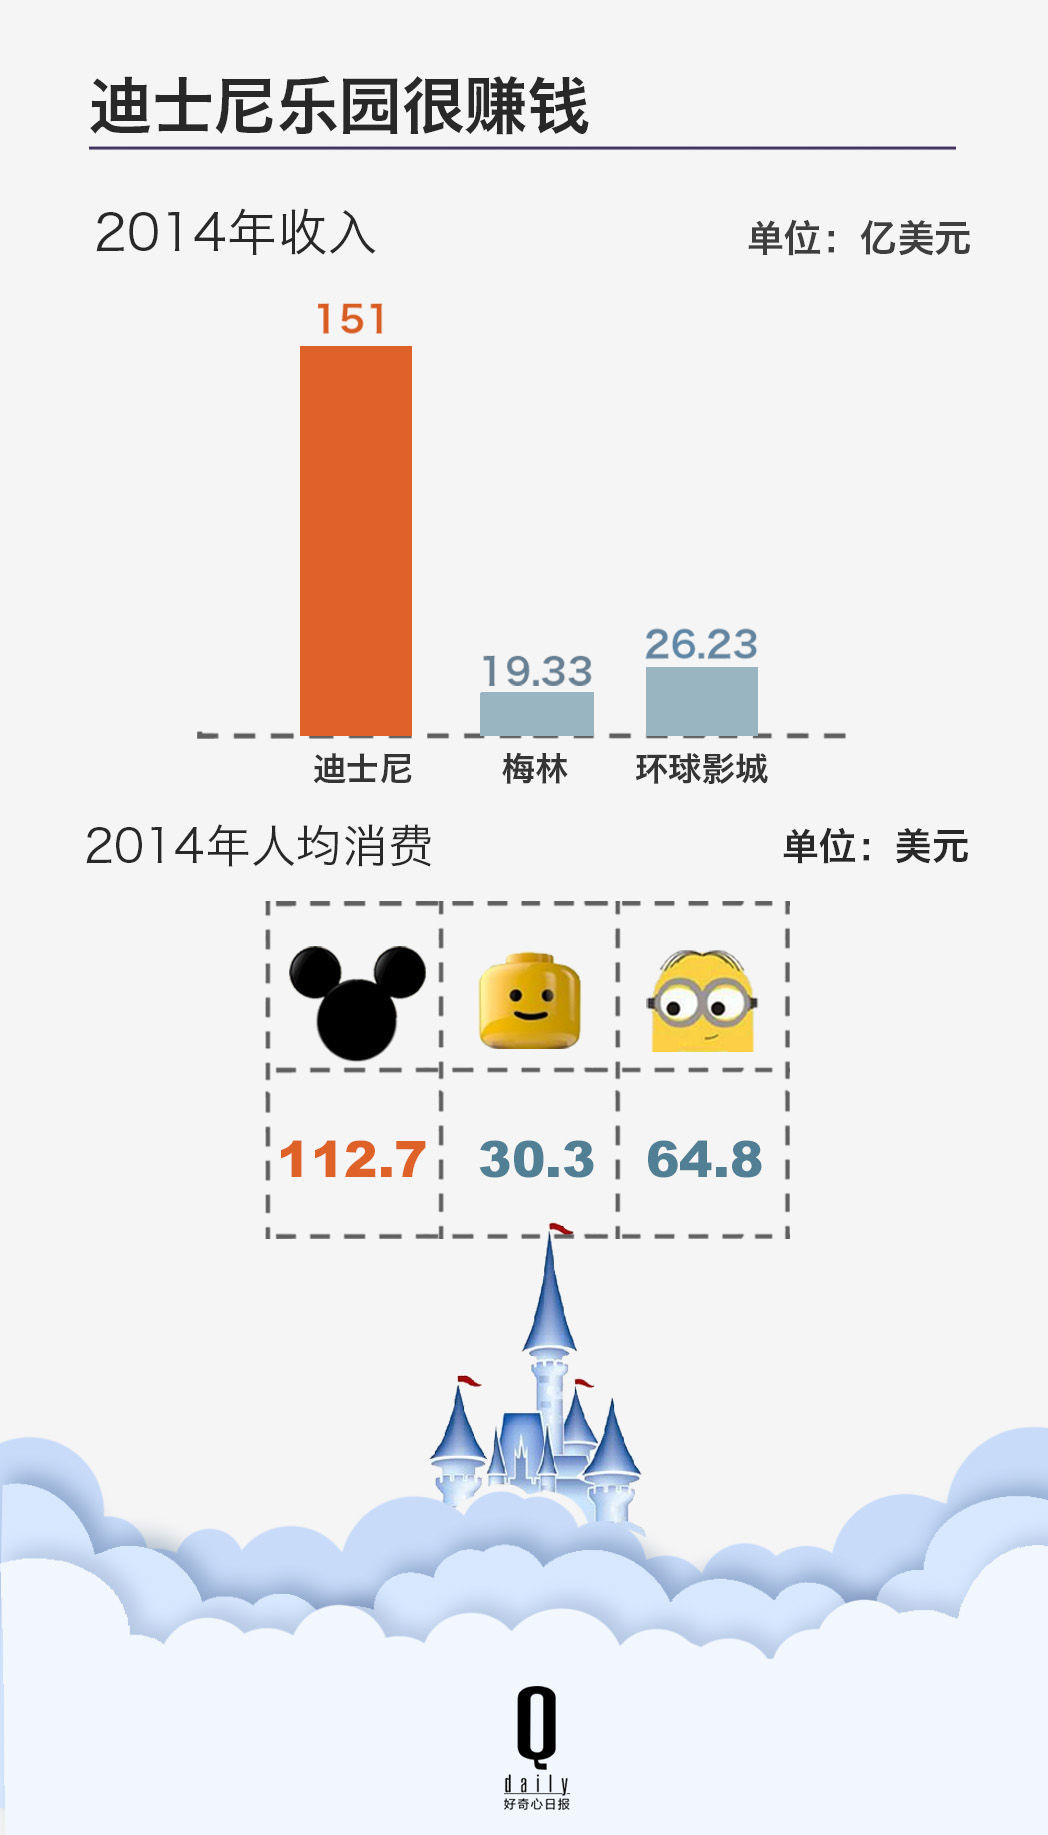 迪士尼乐园很赚钱
2014年收入
单位：亿美元
151
19.33
26.23
迪士尼
梅林
环球影城
2014年人均消费
单位：美元
112.7
30.3
64.8
Q
daily
好奇心日报